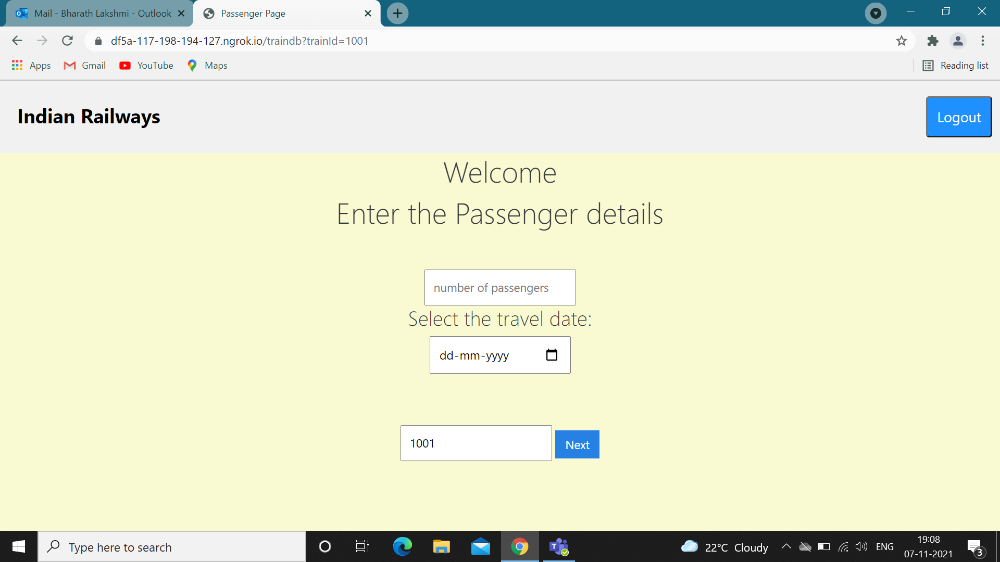 Mail - Bharath Lakshmi - Outlook
Passenger Page
df5a-117-198-194-127.ngrok.io/traindb?trainId=1001
Apps
Gmail
YouTube
Maps
Reading list
Indian Railways
Logout
Welcome
Enter the Passenger details
number of passengers
Select the travel date:
dd-mm-yyyy
1001
Next
Type here to search
22°C Cloudy
ENG
19:08
07-11-2021
3